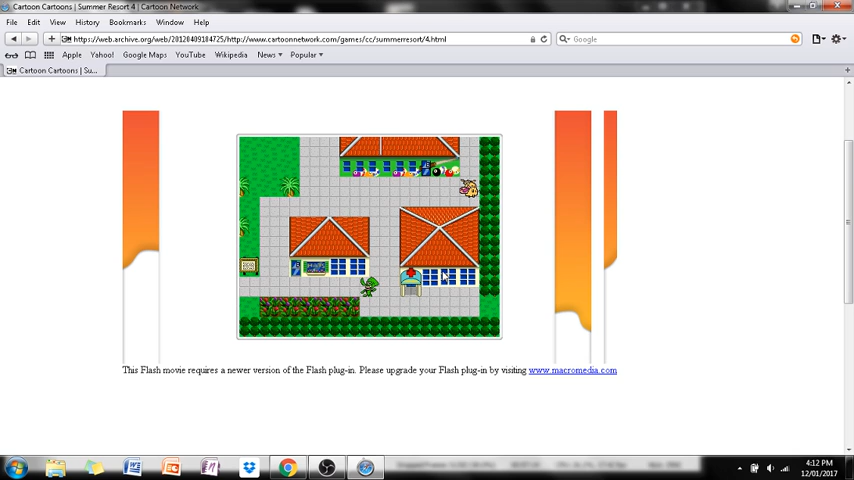 Cartoon Cartoons | Summer Resort 4 | Cartoon Network
File Edit View History Bookmarks Window Help
https://web.archive.org/web/20120409184725/http://www.cartoonnetwork.com/games/cc/summerresort/4.html
Google
Apple Yahoo! Google Maps YouTube Wikipedia News Popular
Cartoon Cartoons | Su...
This Flash movie requires a newer version of the Flash plug-in. Please upgrade your Flash plug-in by visiting www.macromedia.com
4:12 PM
12/01/2017